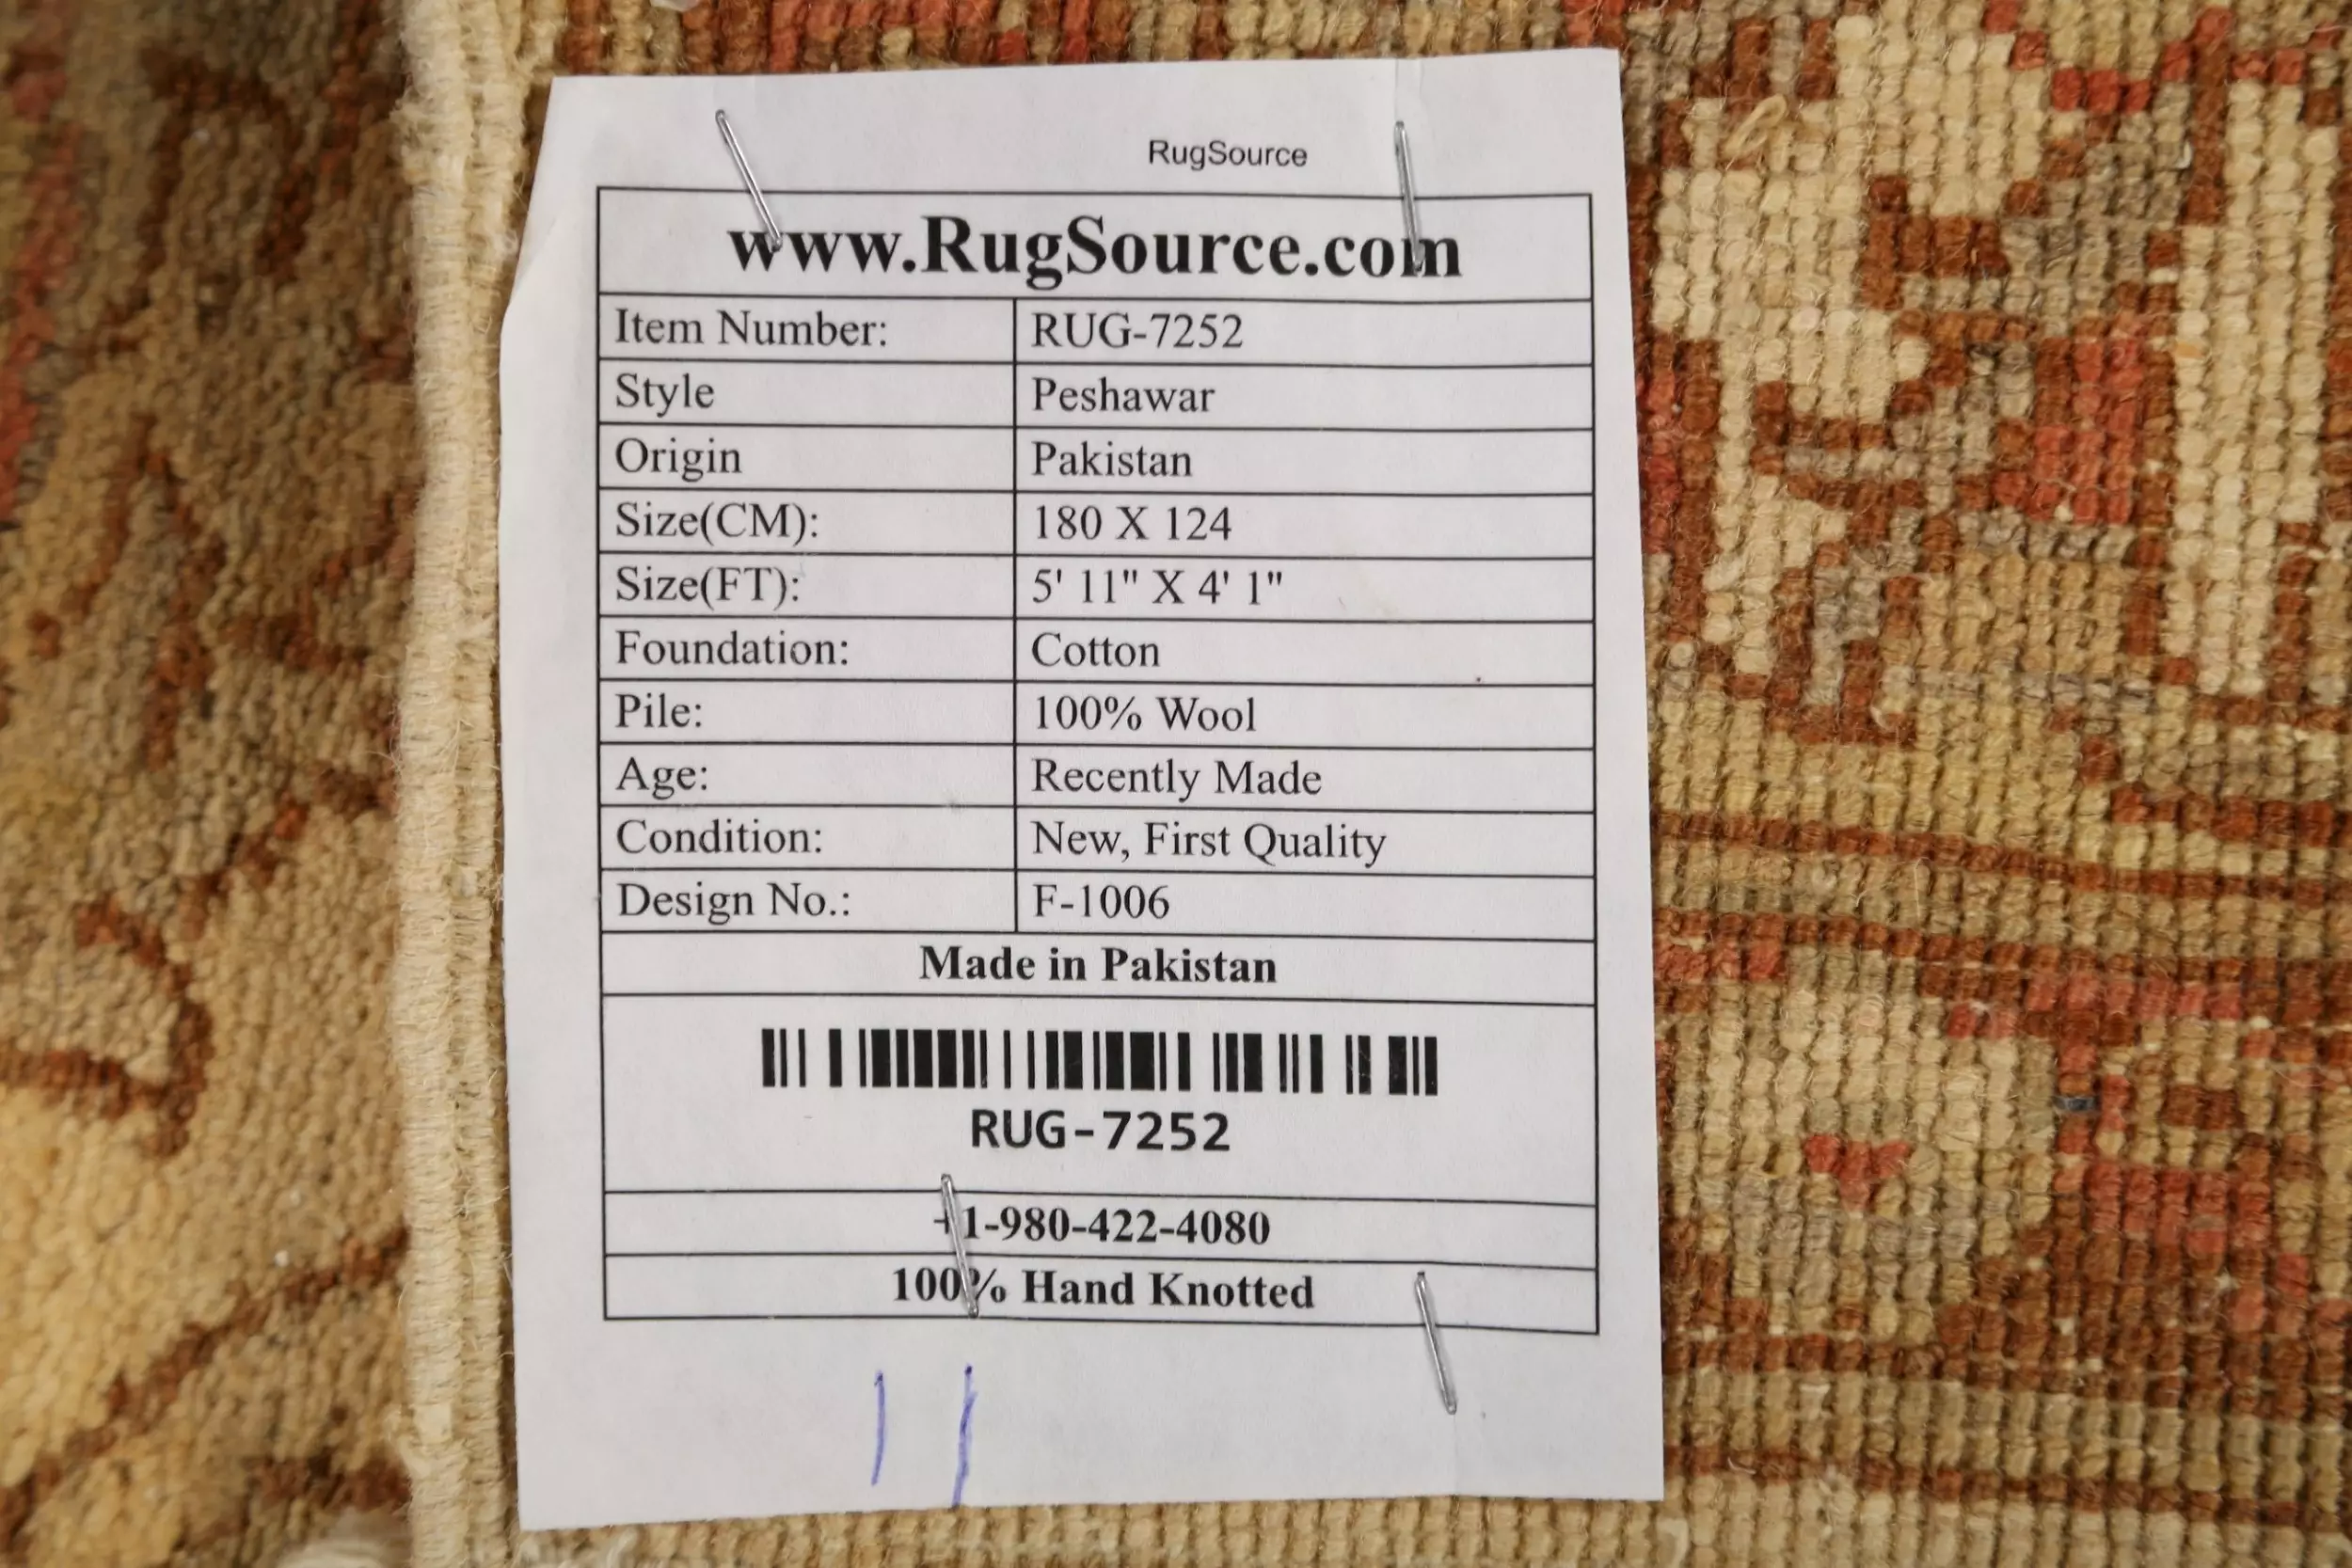 RugSource
www.RugSource.com
Item Number: RUG-7252
Style Peshawar
Origin Pakistan
Size(CM): 180 X 124
Size(FT): 5' 11" X 4' 1"
Foundation: Cotton
Pile: 100% Wool
Age: Recently Made
Condition: New, First Quality
Design No.: F-1006
Made in Pakistan
RUG-7252
+1-980-422-4080
100% Hand Knotted
11